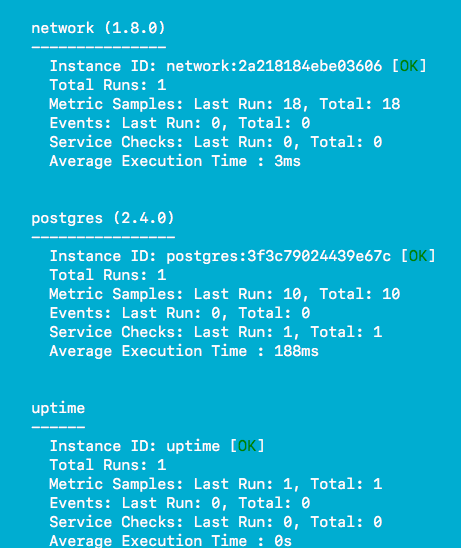 network (1.8.0)
---------------
Instance ID: network:2a218184ebe03606 [OK]
Total Runs: 1
Metric Samples: Last Run: 18, Total: 18
Events: Last Run: 0, Total: 0
Service Checks: Last Run: 0, Total: 0
Average Execution Time : 3ms
postgres (2.4.0)
----------------
Instance ID: postgres:3f3c79024439e67c [OK]
Total Runs: 1
Metric Samples: Last Run: 10, Total: 10
Events: Last Run: 0, Total: 0
Service Checks: Last Run: 1, Total: 1
Average Execution Time : 188ms
uptime
------
Instance ID: uptime [OK]
Total Runs: 1
Metric Samples: Last Run: 1, Total: 1
Events: Last Run: 0, Total: 0
Service Checks: Last Run: 0, Total: 0
Average Execution Time : 0s